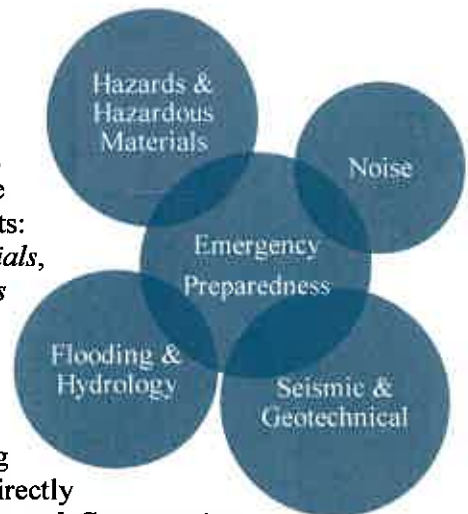 Hazards &
Hazardous
Materials
Noise
Emergency
Preparedness
Flooding &
Hydrology
Seismic &
Geotechnical
ts:
ials,
irectly